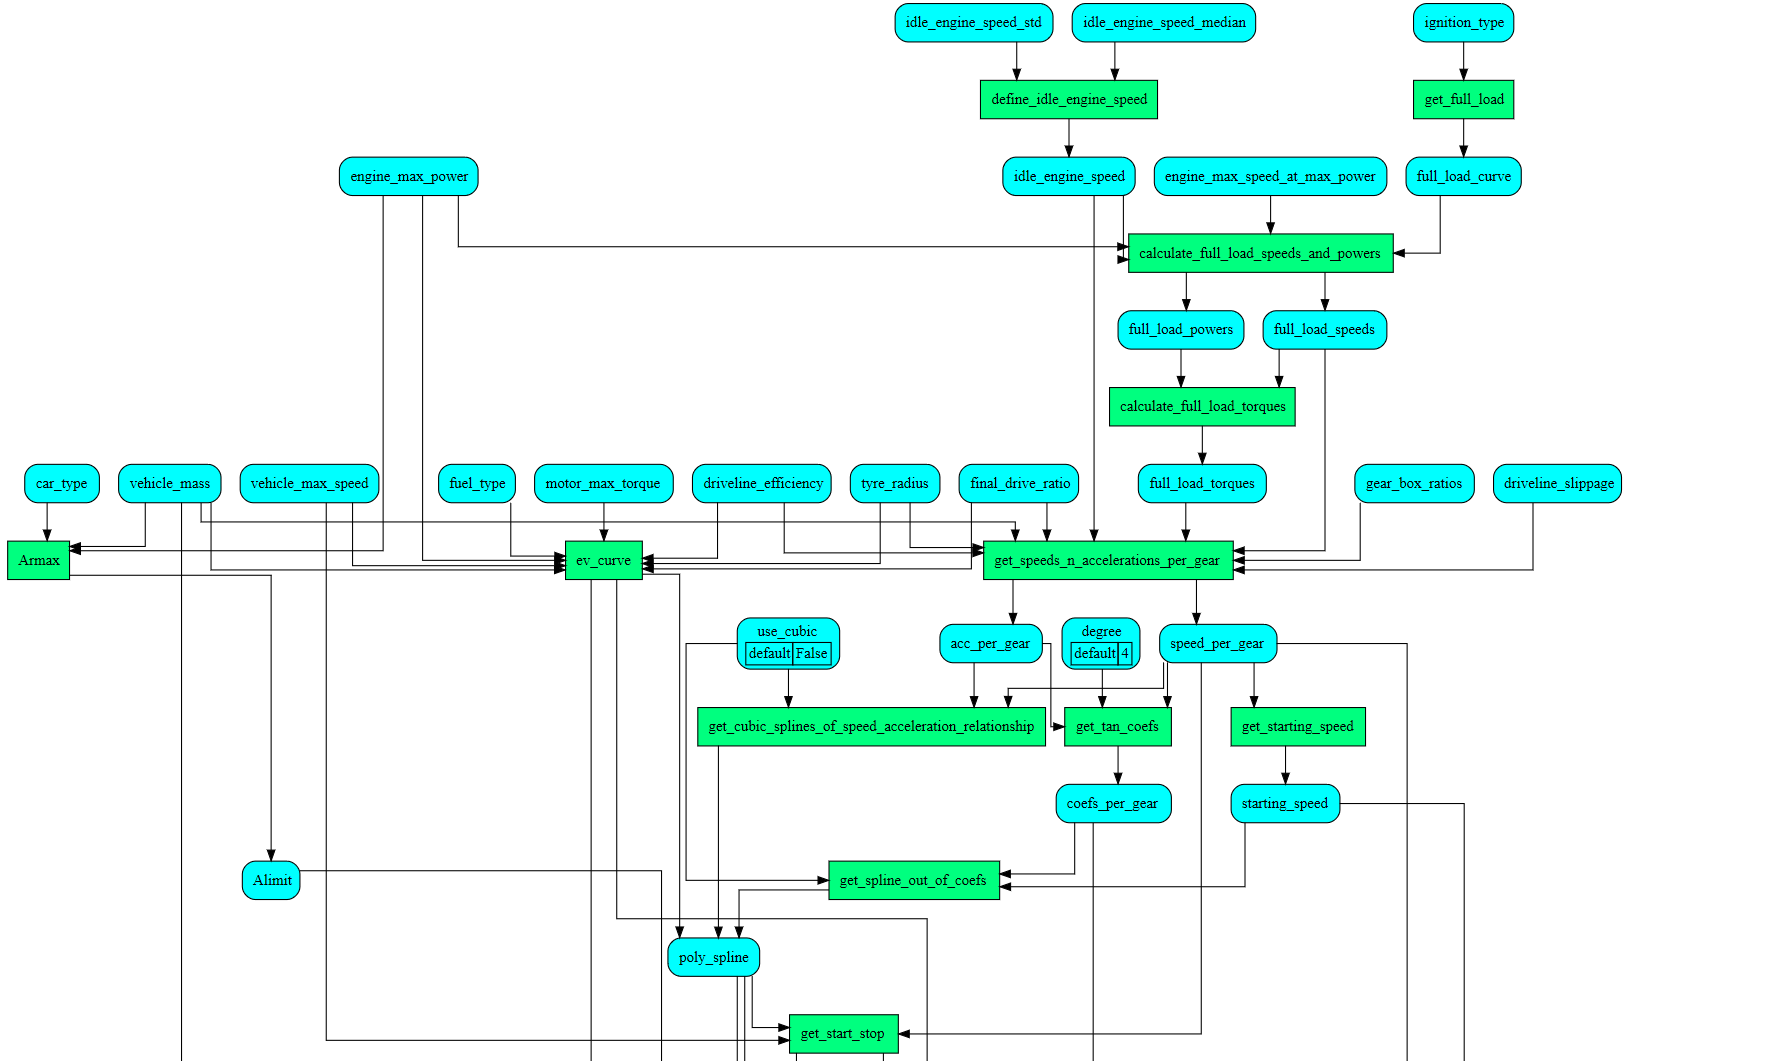 idle_engine_speed_std
idle_engine_speed_median
ignition_type
define_idle_engine_speed
get_full_load
engine_max_power
idle_engine_speed
engine_max_speed_at_max_power
full_load_curve
calculate_full_load_speeds_and_powers
full_load_powers
full_load_speeds
calculate_full_load_torques
car_type
vehicle_mass
vehicle_max_speed
fuel_type
motor_max_torque
driveline_efficiency
tyre_radius
final_drive_ratio
full_load_torques
gear_box_ratios
driveline_slippage
Armax
ev_curve
get_speeds_n_accelerations_per_gear
use_cubic
default False
acc_per_gear
degree
default 4
speed_per_gear
get_cubic_splines_of_speed_acceleration_relationship
get_tan_coefs
get_starting_speed
coefs_per_gear
starting_speed
Alimit
get_spline_out_of_coefs
poly_spline
get_start_stop